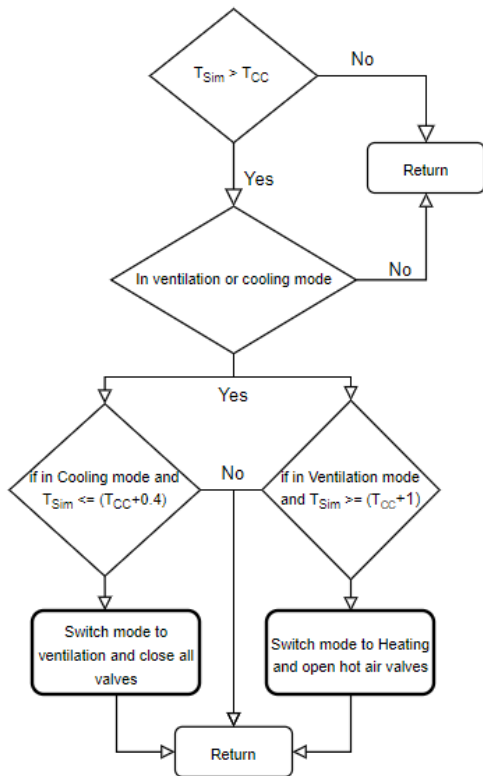 T_Sim > T_CC
No
Return
Yes
In ventilation or cooling mode
No
Yes
if in Cooling mode and
T_Sim <= (T_CC+0.4)
No
if in Ventilation mode
and T_Sim >= (T_CC+1)
Switch mode to
ventilation and close all
valves
Switch mode to Heating
and open hot air valves
Return